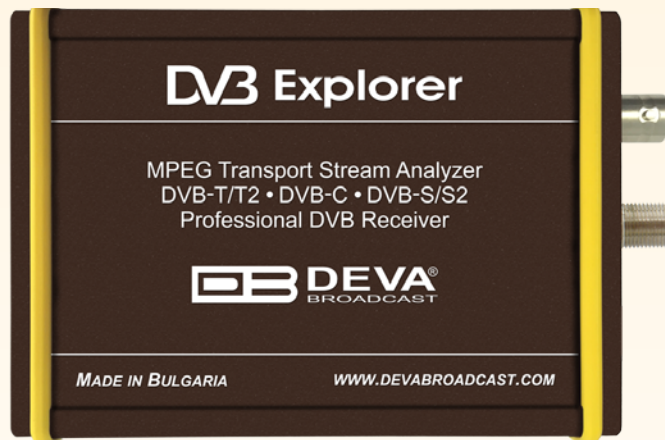 DVB Explorer
MPEG Transport Stream Analyzer
DVB-T/T2 • DVB-C • DVB-S/S2
Professional DVB Receiver
DB DEVA®
BROADCAST
MADE IN BULGARIA
WWW.DEVABROADCAST.COM